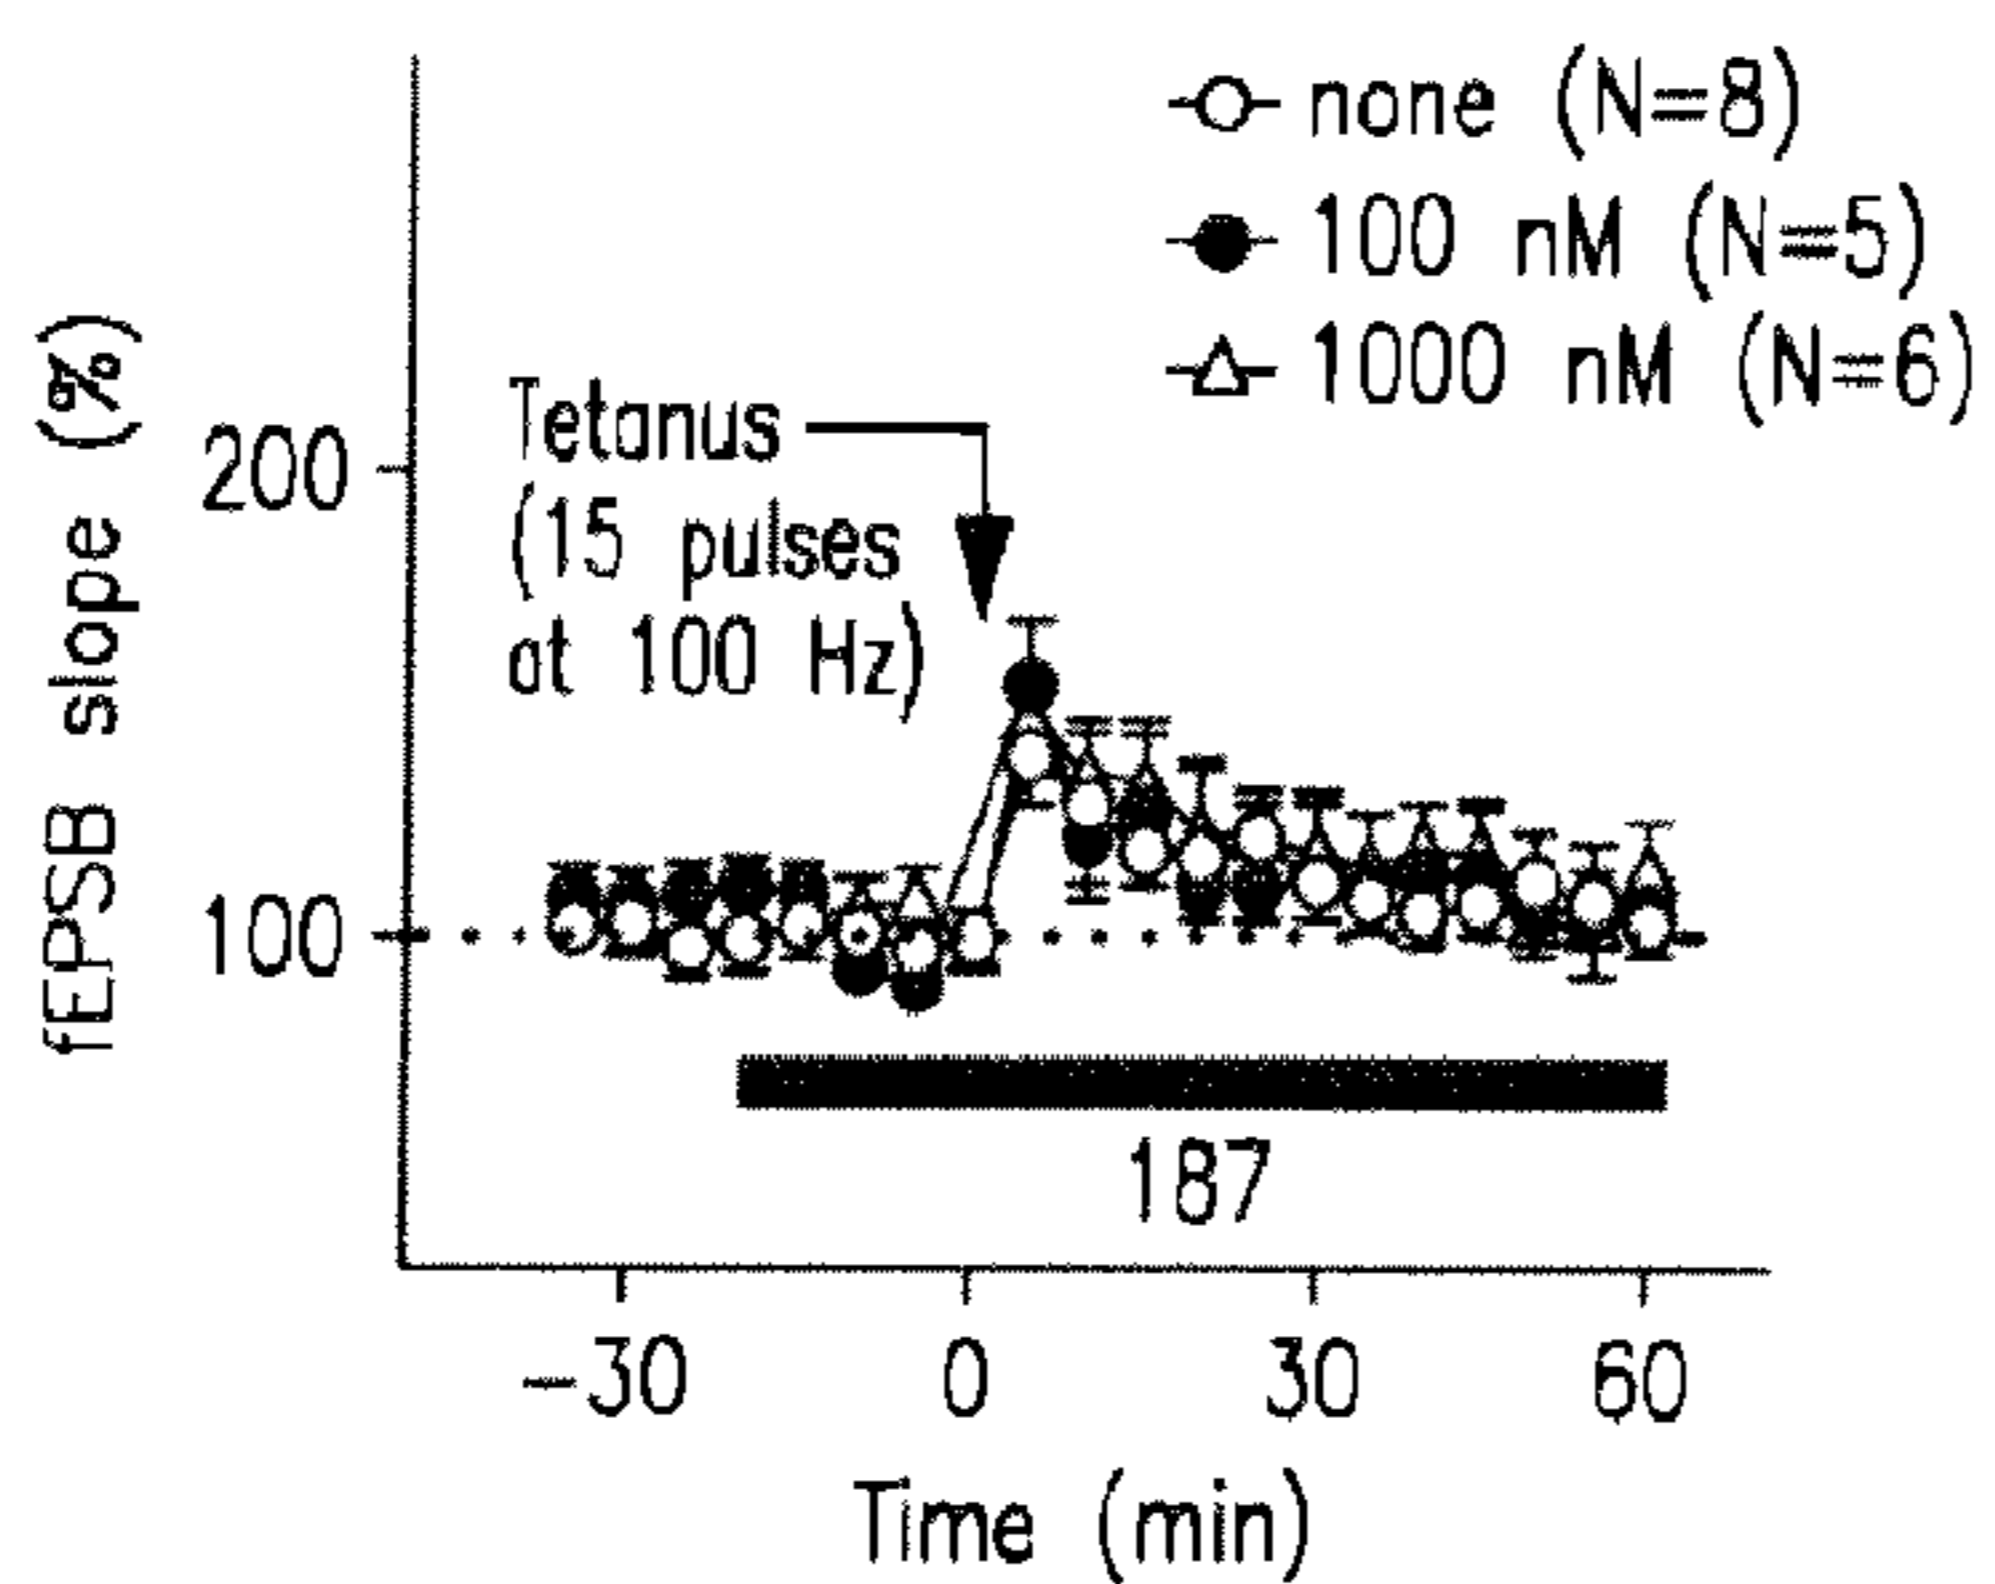 none (N=8)
100 nM (N=5)
1000 nM (N=6)
fEPSB slope (%)
200
100
Tetanus
(15 pulses
at 100 Hz)
187
-30 0 30 60
Time (min)